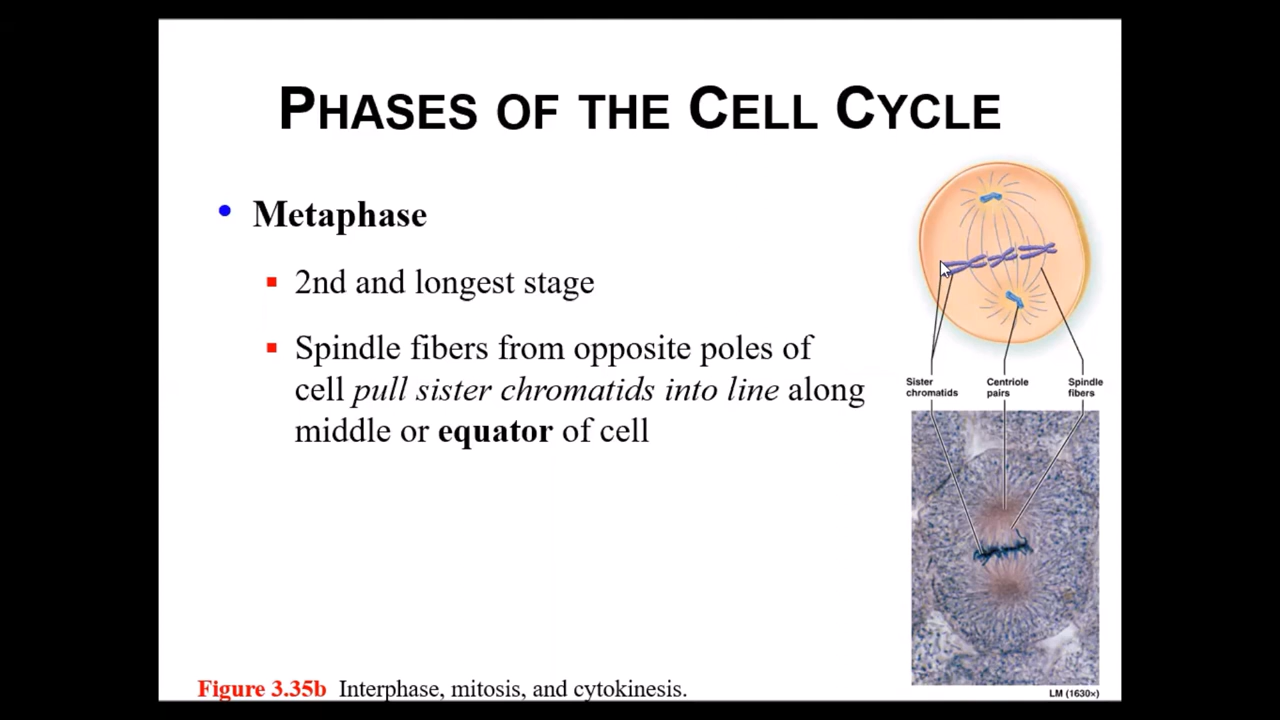 PHASES OF THE CELL CYCLE
• Metaphase
▪ 2nd and longest stage
▪ Spindle fibers from opposite poles of
cell pull sister chromatids into line along
middle or equator of cell
Sister
chromatids
Centriole
pairs
Spindle
fibers
LM (1630×)
Figure 3.35b Interphase, mitosis, and cytokinesis.